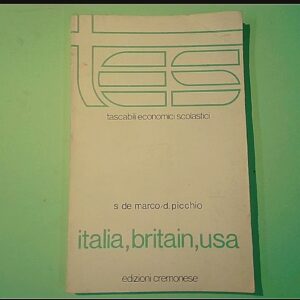 tes
tascabili economici scolastici
s. de marco-d. picchio
italia,britain,usa
edizioni cremonese